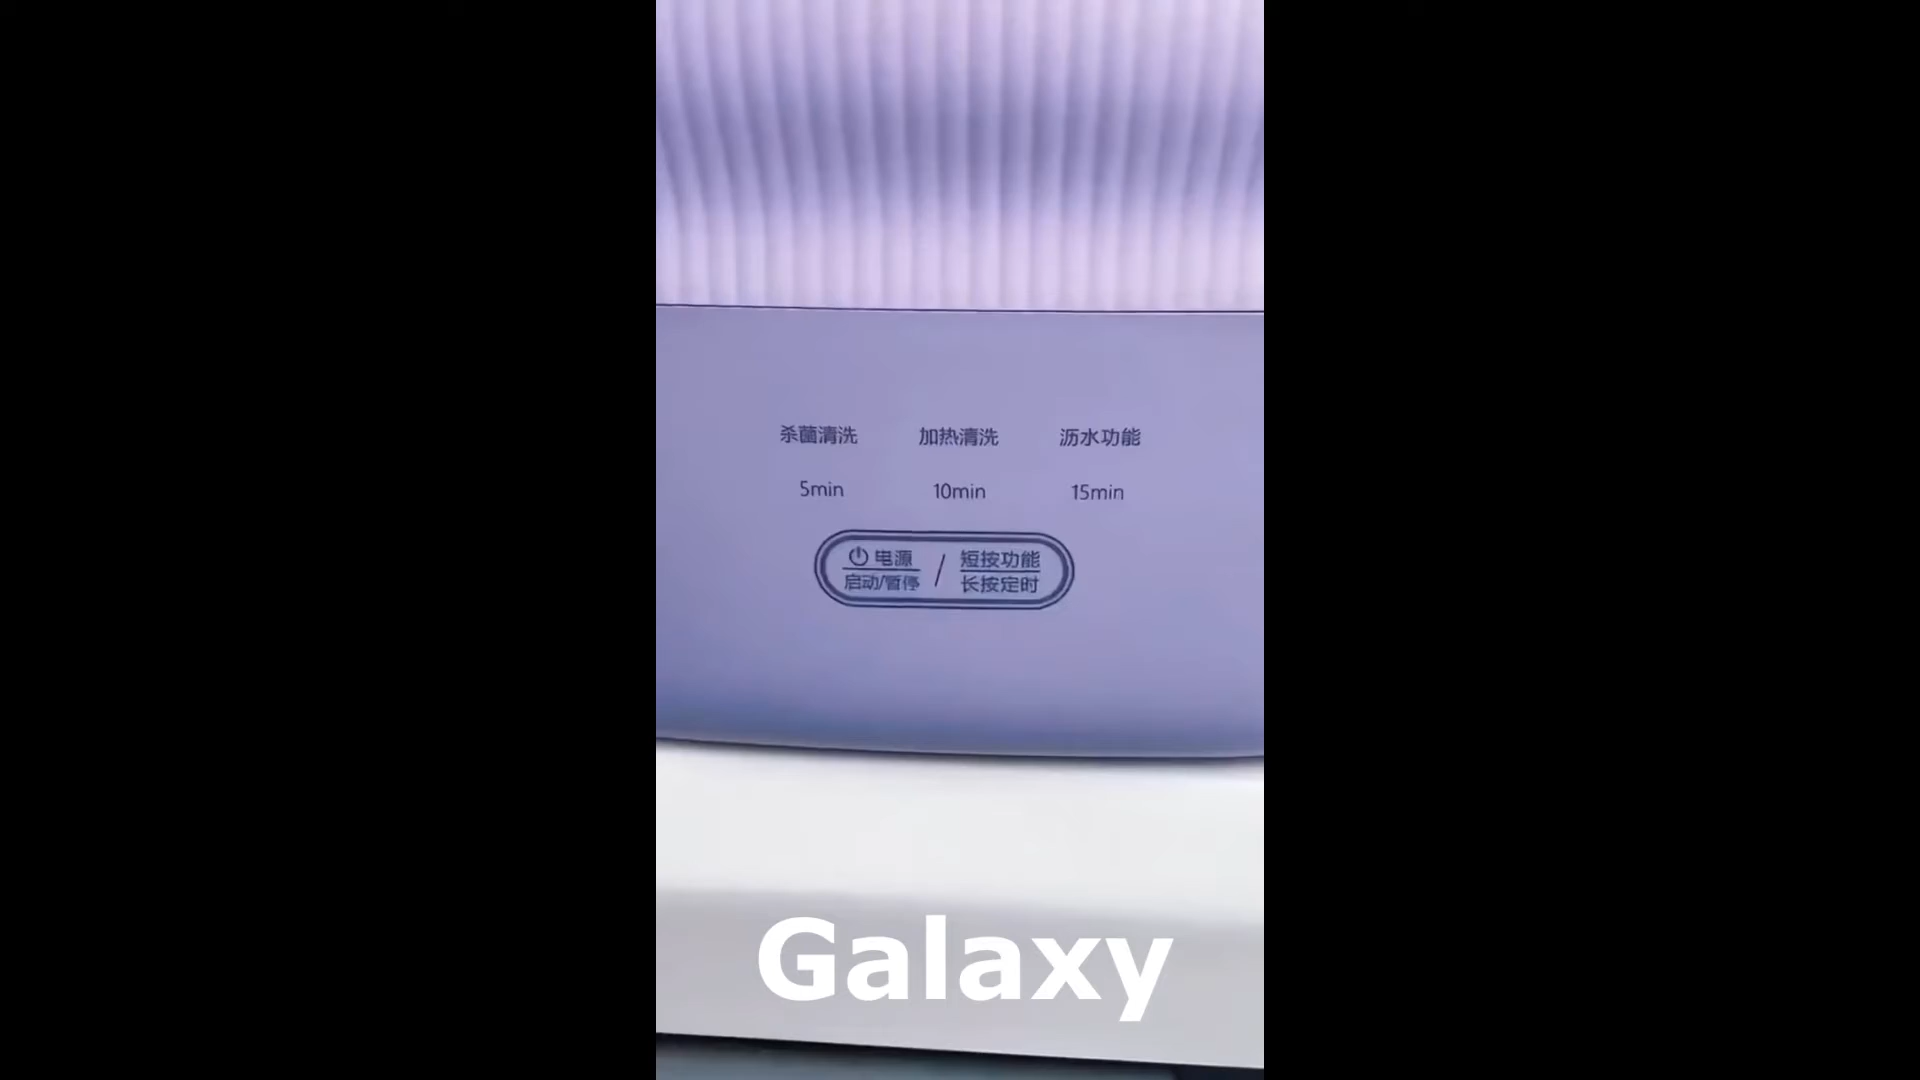 杀菌清洗 加热清洗 沥水功能
5min 10min 15min
电源 / 短按功能
启动/暂停 长按定时
Galaxy